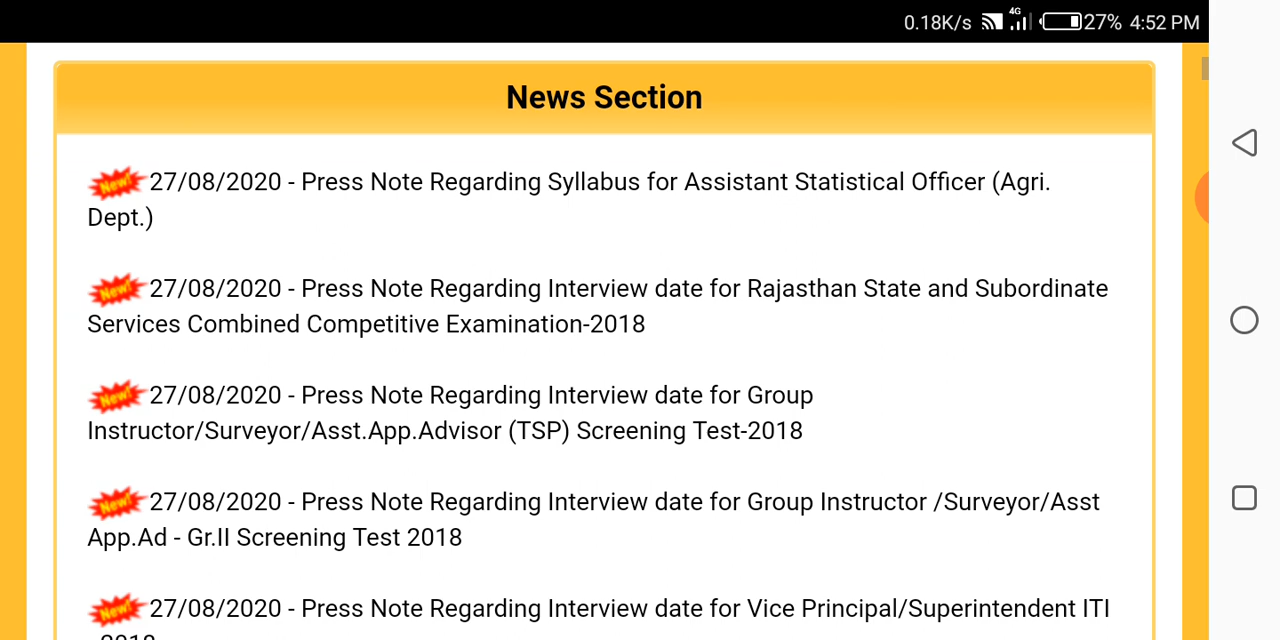 0.18K/s 4G 27% 4:52 PM
News Section
New! 27/08/2020 - Press Note Regarding Syllabus for Assistant Statistical Officer (Agri.
Dept.)
New! 27/08/2020 - Press Note Regarding Interview date for Rajasthan State and Subordinate
Services Combined Competitive Examination-2018
New! 27/08/2020 - Press Note Regarding Interview date for Group
Instructor/Surveyor/Asst.App.Advisor (TSP) Screening Test-2018
New! 27/08/2020 - Press Note Regarding Interview date for Group Instructor /Surveyor/Asst
App.Ad - Gr.II Screening Test 2018
New! 27/08/2020 - Press Note Regarding Interview date for Vice Principal/Superintendent ITI
-2018